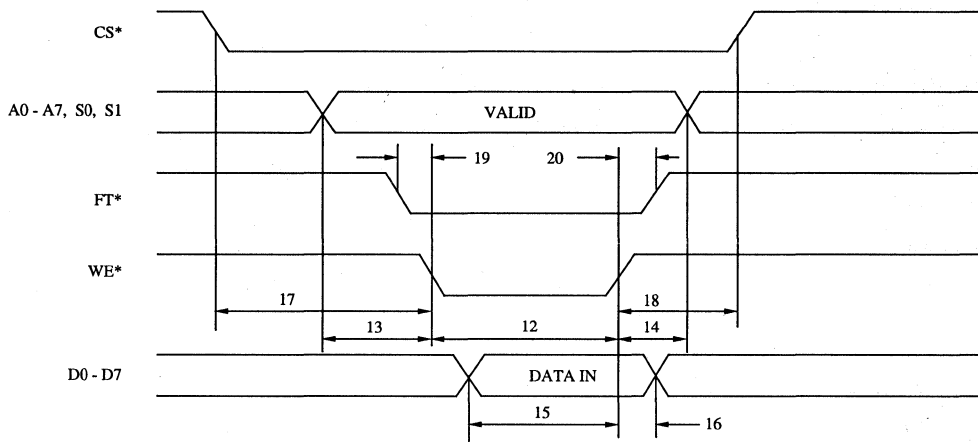 CS*
A0 - A7, S0, S1
VALID
19
20
FT*
WE*
17
18
13
12
14
D0 - D7
DATA IN
15
16